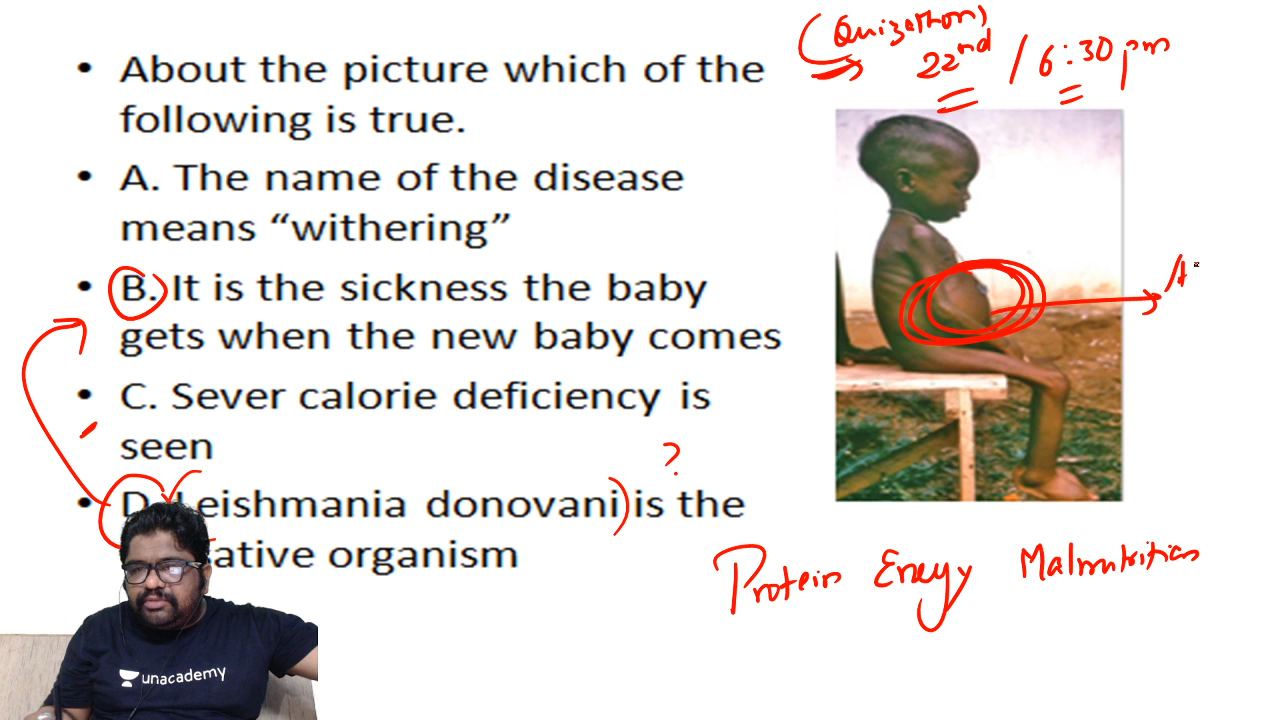 (Quization)
22nd / 6:30 pm
• About the picture which of the
following is true.
• A. The name of the disease
means “withering”
• B. It is the sickness the baby
gets when the new baby comes
• C. Sever calorie deficiency is
seen
?
• D. Leishmania donovani) is the
ative organism
Protein Energy Malnutrition
unacademy